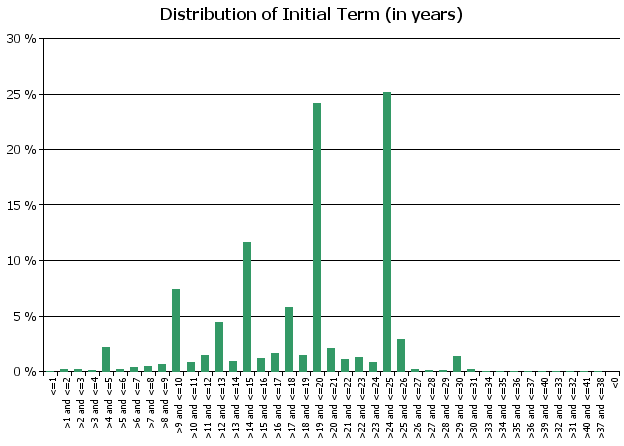 Distribution of Initial Term (in years)
30 %
25 %
20 %
15 %
10 %
5 %
0 %
<=1
>1 and <=2
>2 and <=3
>3 and <=4
>4 and <=5
>5 and <=6
>6 and <=7
>7 and <=8
>8 and <=9
>9 and <=10
>10 and <=11
>11 and <=12
>12 and <=13
>13 and <=14
>14 and <=15
>15 and <=16
>16 and <=17
>17 and <=18
>18 and <=19
>19 and <=20
>20 and <=21
>21 and <=22
>22 and <=23
>23 and <=24
>24 and <=25
>25 and <=26
>26 and <=27
>27 and <=28
>28 and <=29
>29 and <=30
>30 and <=31
>33 and <=34
>34 and <=35
>35 and <=36
>36 and <=37
>39 and <=40
>32 and <=33
>31 and <=32
>40 and <=41
>37 and <=38
<0